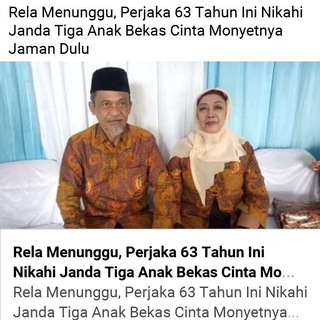 Rela Menunggu, Perjaka 63 Tahun Ini Nikahi
Janda Tiga Anak Bekas Cinta Monyetnya
Jaman Dulu
Rela Menunggu, Perjaka 63 Tahun Ini
Nikahi Janda Tiga Anak Bekas Cinta Mo...
Rela Menunggu, Perjaka 63 Tahun Ini Nikahi
Janda Tiga Anak Bekas Cinta Monyetnya...